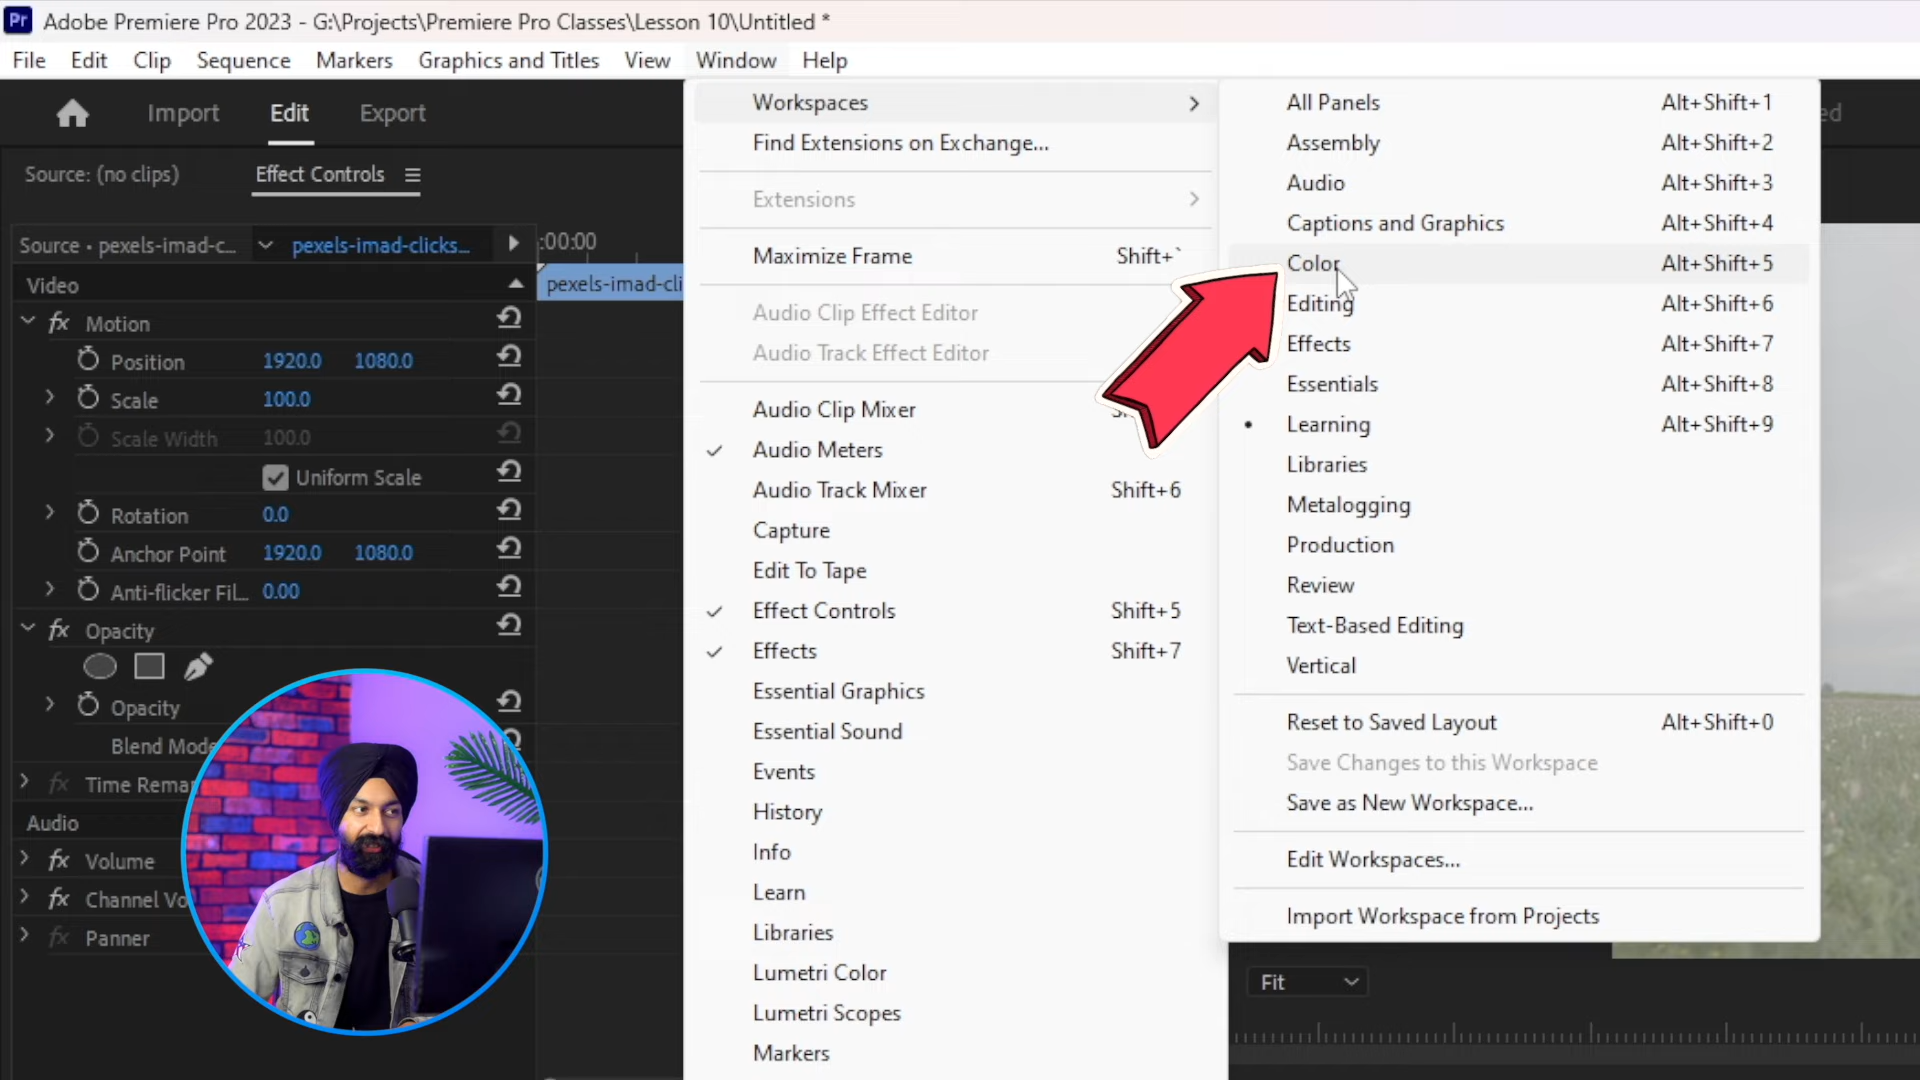 Pr Adobe Premiere Pro 2023 - G:\Projects\Premiere Pro Classes\Lesson 10\Untitled *
File Edit Clip Sequence Markers Graphics and Titles View Window Help
Import Edit Export
Source: (no clips) Effect Controls
Source • pexels-imad-c... pexels-imad-clicks... :00:00
Video pexels-imad-cli
fx Motion
Position 1920.0 1080.0
Scale 100.0
Scale Width 100.0
Uniform Scale
Rotation 0.0
Anchor Point 1920.0 1080.0
Anti-flicker Fil... 0.00
fx Opacity
Opacity
Blend Mode
fx Time Remap
Audio
fx Volume
fx Channel Vo
fx Panner
Workspaces
Find Extensions on Exchange...
Extensions
Maximize Frame Shift+`
Audio Clip Effect Editor
Audio Track Effect Editor
Audio Clip Mixer
Audio Meters
Audio Track Mixer Shift+6
Capture
Edit To Tape
Effect Controls Shift+5
Effects Shift+7
Essential Graphics
Essential Sound
Events
History
Info
Learn
Libraries
Lumetri Color
Lumetri Scopes
Markers
All Panels Alt+Shift+1
Assembly Alt+Shift+2
Audio Alt+Shift+3
Captions and Graphics Alt+Shift+4
Color Alt+Shift+5
Editing Alt+Shift+6
Effects Alt+Shift+7
Essentials Alt+Shift+8
• Learning Alt+Shift+9
Libraries
Metalogging
Production
Review
Text-Based Editing
Vertical
Reset to Saved Layout Alt+Shift+0
Save Changes to this Workspace
Save as New Workspace...
Edit Workspaces...
Import Workspace from Projects
Fit